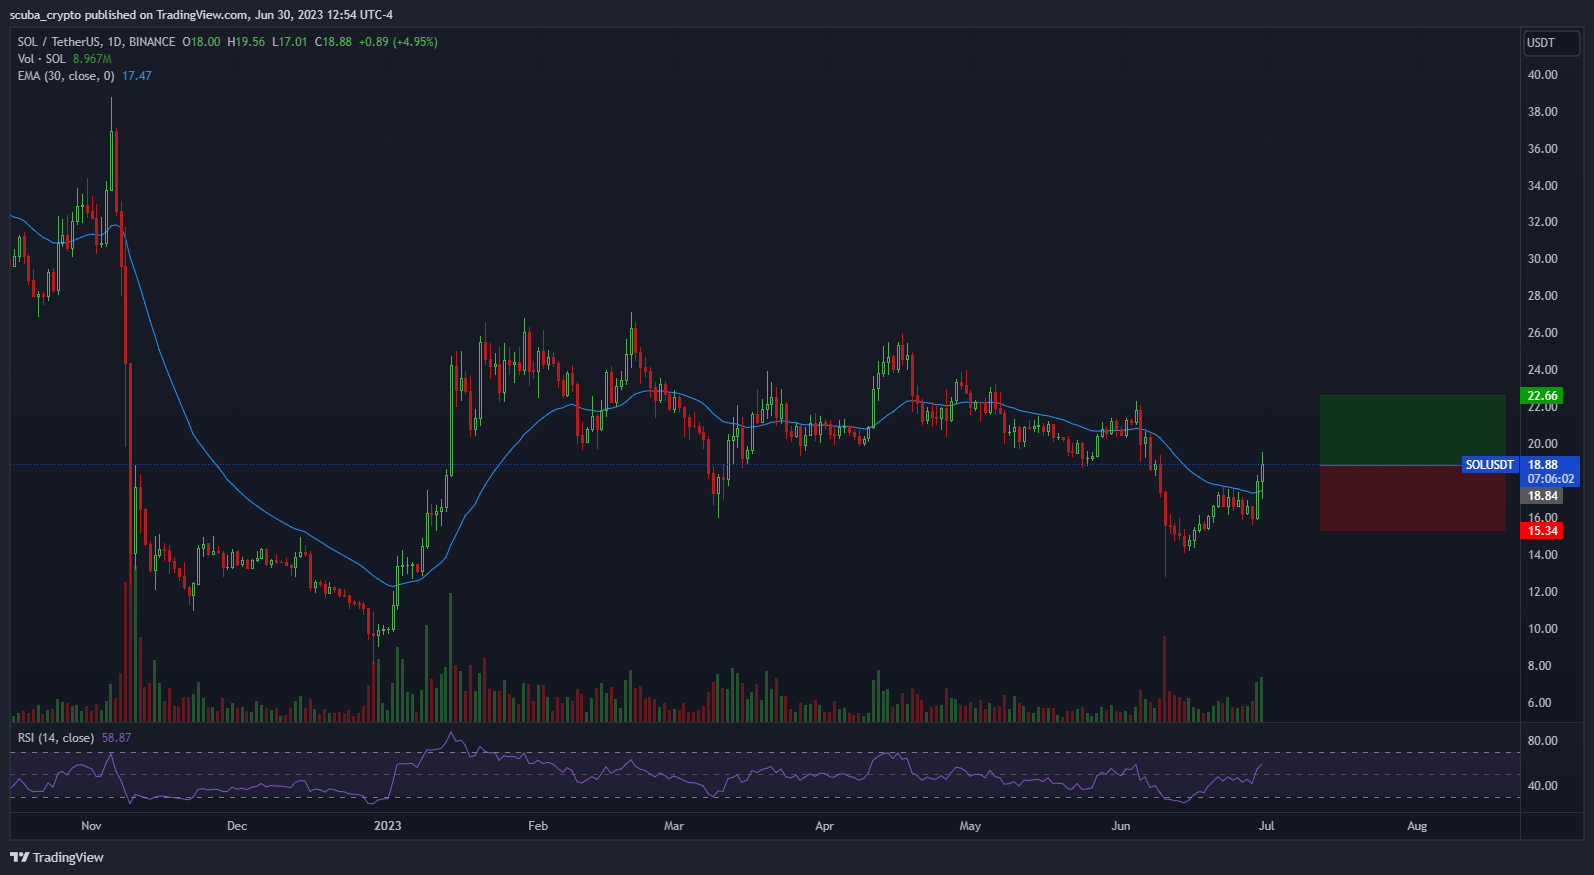 scuba_crypto published on TradingView.com, Jun 30, 2023 12:54 UTC-4
SOL / TetherUS, 1D, BINANCE O18.00 H19.56 L17.01 C18.88 +0.89 (+4.95%)
Vol · SOL 8.967M
EMA (30, close, 0) 17.47
USDT
40.00
38.00
36.00
34.00
32.00
30.00
28.00
26.00
24.00
22.66
22.00
20.00
SOLUSDT 18.88
07:06:02
18.84
16.00
15.34
14.00
12.00
10.00
8.00
6.00
RSI (14, close) 58.87
80.00
40.00
Nov Dec 2023 Feb Mar Apr May Jun Jul Aug
TradingView